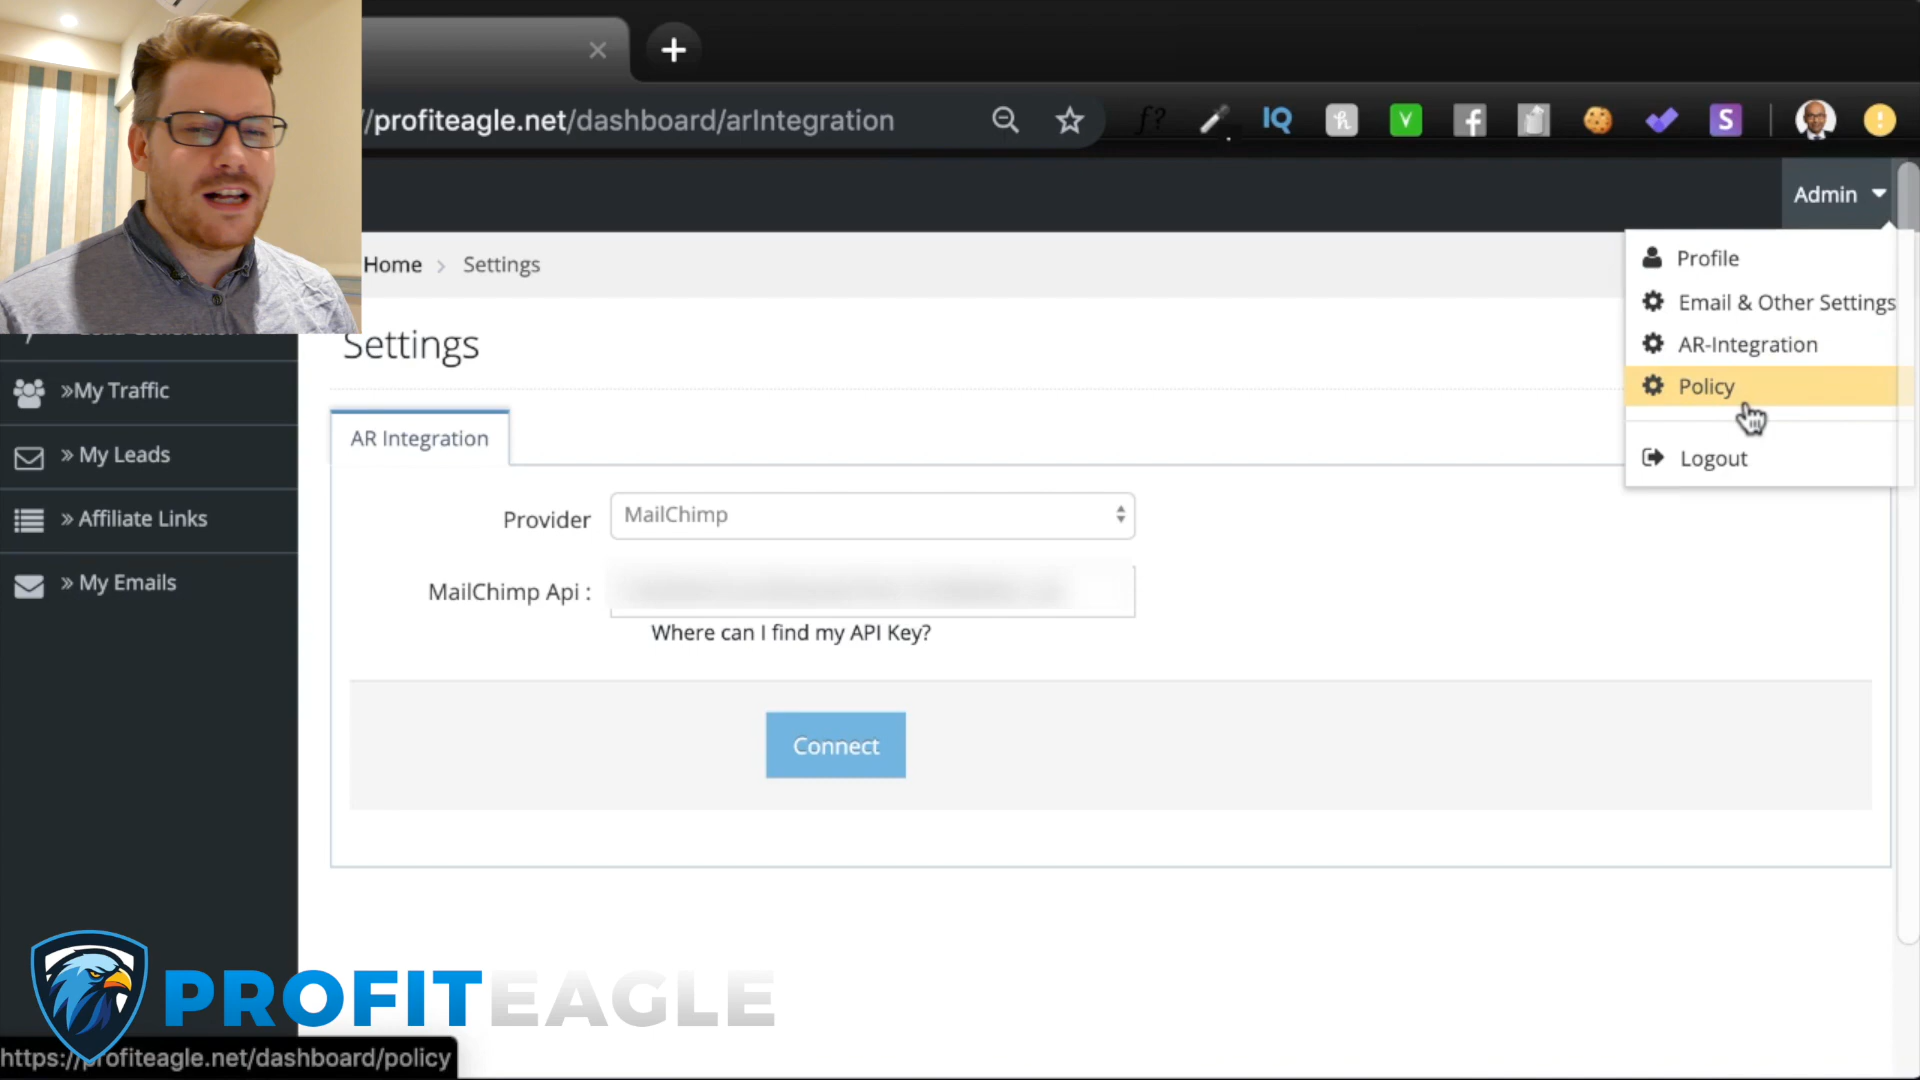 //profiteagle.net/dashboard/arIntegration
Admin
Home > Settings
Profile
Email & Other Settings
AR-Integration
Policy
Logout
Settings
»My Traffic
» My Leads
» Affiliate Links
» My Emails
AR Integration
Provider
MailChimp
MailChimp Api :
Where can I find my API Key?
Connect
PROFITEAGLE
https://profiteagle.net/dashboard/policy